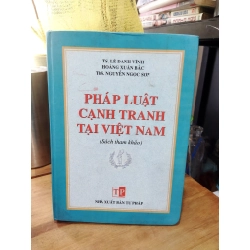 TS. LÊ DANH VĨNH
HOÀNG XUÂN BẮC
THS. NGUYỄN NGỌC SƠN
PHÁP LUẬT
CẠNH TRANH
TẠI VIỆT NAM
(Sách tham khảo)
TP
NHÀ XUẤT BẢN TƯ PHÁP